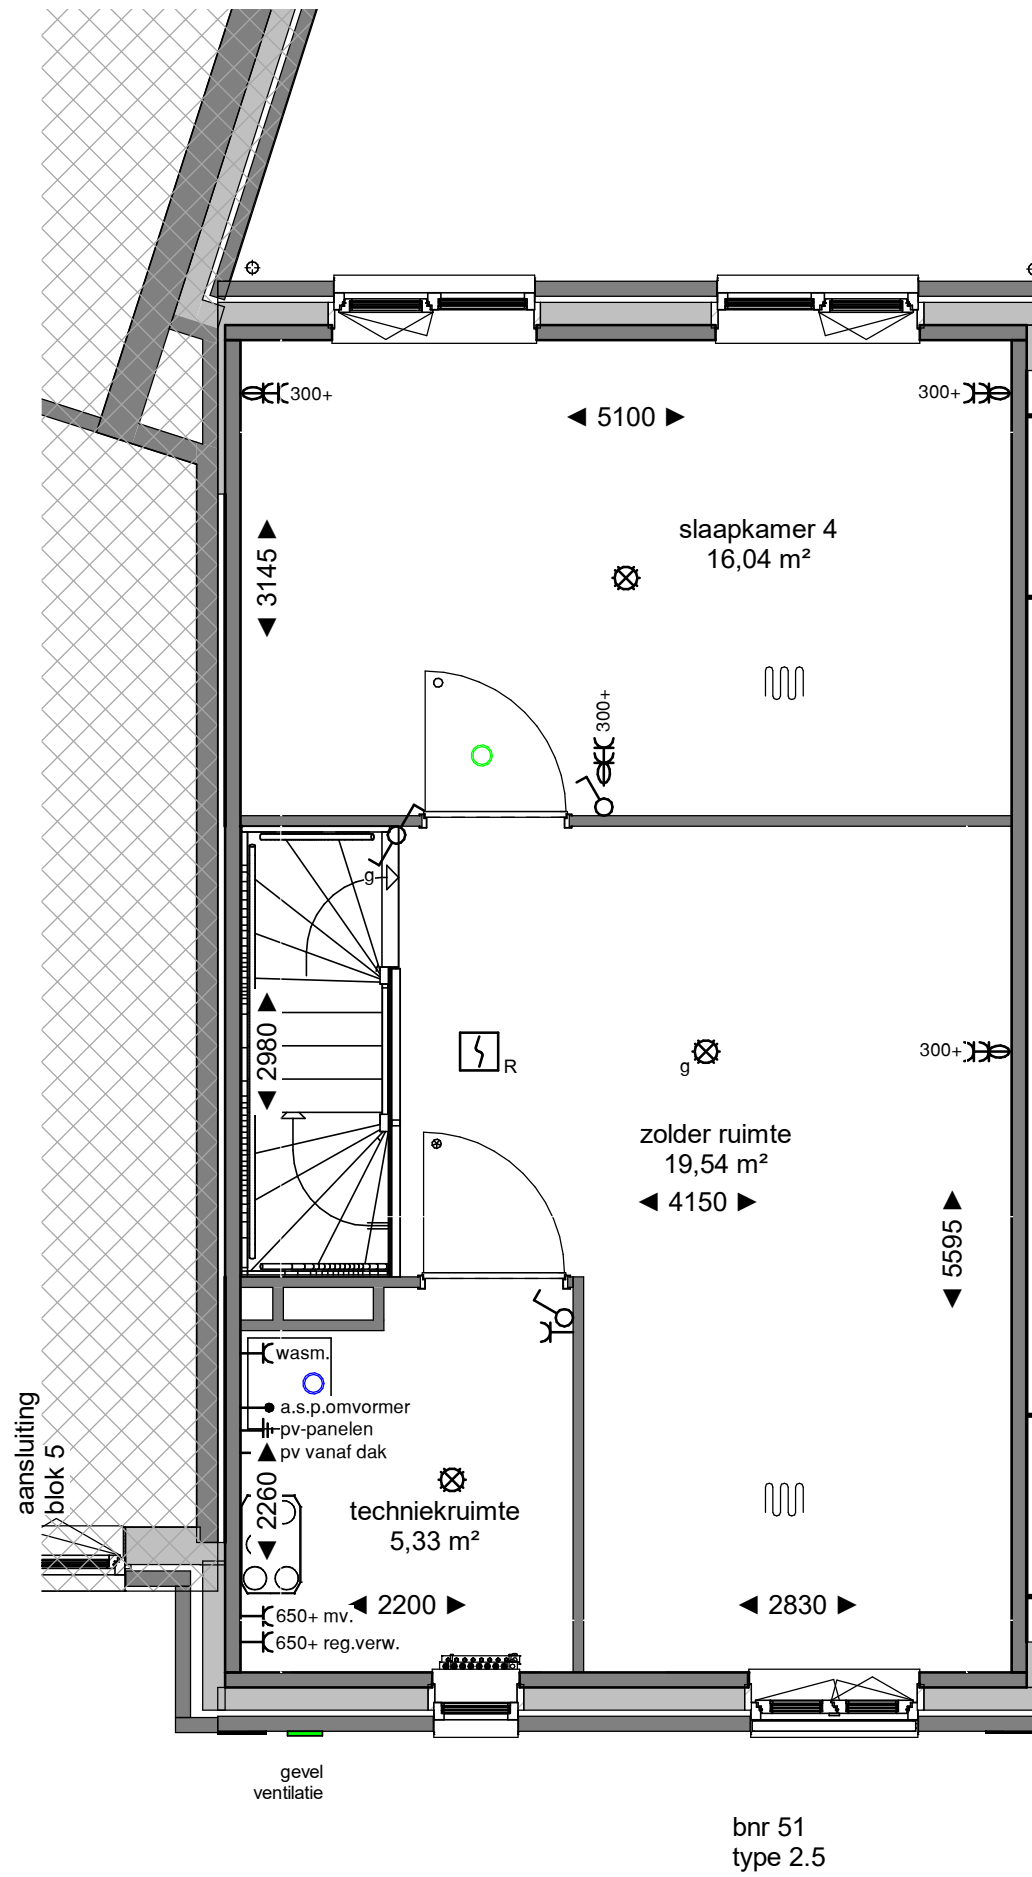 300+
300+
5100
slaapkamer 4
16,04 m²
3145
300+
g
2980
R
g
300+
zolder ruimte
19,54 m²
4150
5595
wasm.
a.s.p.omvormer
pv-panelen
pv vanaf dak
aansluiting
blok 5
2260
techniekruimte
5,33 m²
2200
2830
650+ mv.
650+ reg.verw.
gevel
ventilatie
bnr 51
type 2.5